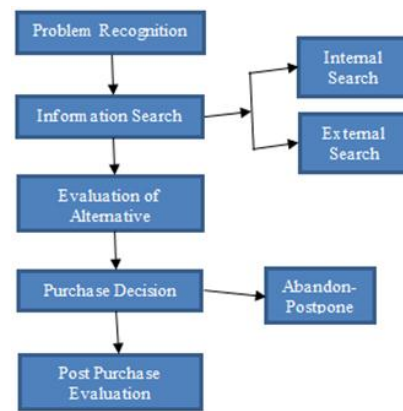 Problem Recognition
Internal
Search
Information Search
External
Search
Evaluation of
Alternative
Purchase Decision
Abandon-
Postpone
Post Purchase
Evaluation